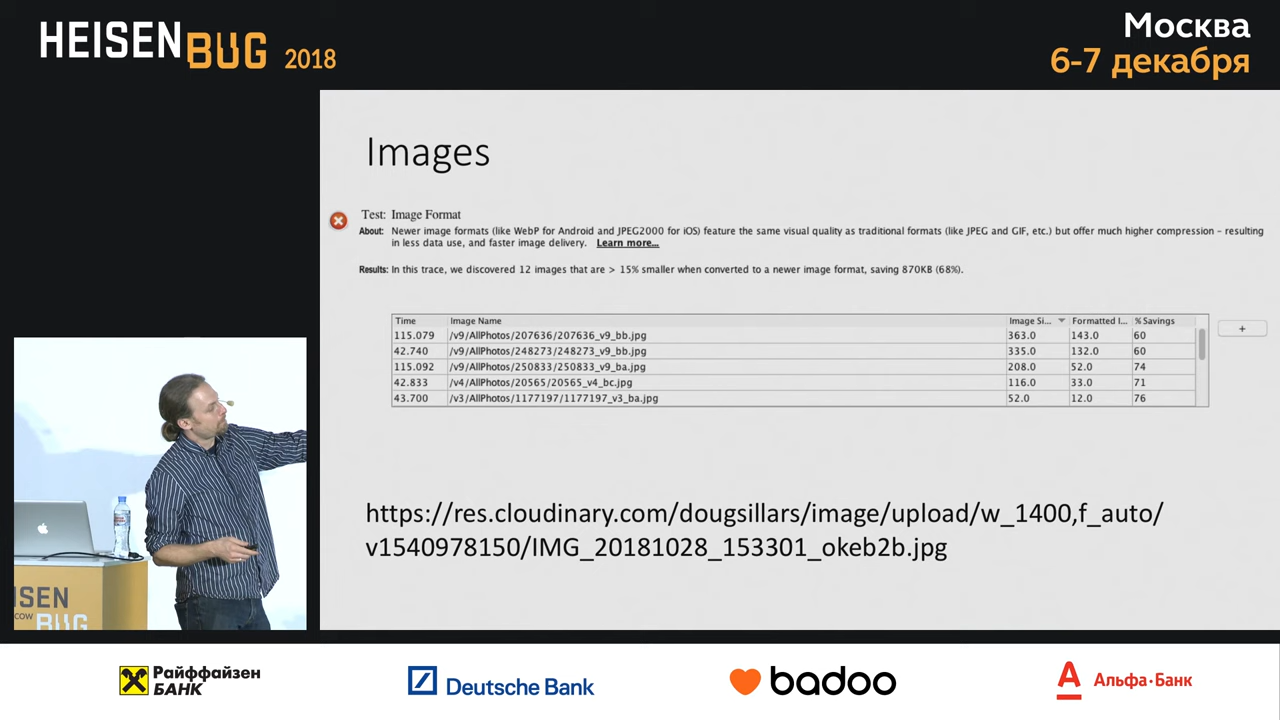 HEISENBUG 2018
Москва
6-7 декабря
Images
Test: Image Format
About: Newer image formats (like WebP for Android and JPEG2000 for iOS) feature the same visual quality as traditional formats (like JPEG and GIF, etc.) but offer much higher compression – resulting
in less data use, and faster image delivery. Learn more...
Results: In this trace, we discovered 12 images that are > 15% smaller when converted to a newer image format, saving 870KB (68%).
Time Image Name Image Si... Formatted I... % Savings
115.079 /v9/AllPhotos/207636/207636_v9_bb.jpg 363.0 143.0 60
42.740 /v9/AllPhotos/248273/248273_v9_bb.jpg 335.0 132.0 60
115.092 /v9/AllPhotos/250833/250833_v9_ba.jpg 208.0 52.0 74
42.833 /v4/AllPhotos/20565/20565_v4_bc.jpg 116.0 33.0 71
43.700 /v3/AllPhotos/1177197/1177197_v3_ba.jpg 52.0 12.0 76
+
https://res.cloudinary.com/dougsillars/image/upload/w_1400,f_auto/
v1540978150/IMG_20181028_153301_okeb2b.jpg
ISEN
COW
BUG
Райффайзен
БАНК
Deutsche Bank
badoo
Альфа·Банк